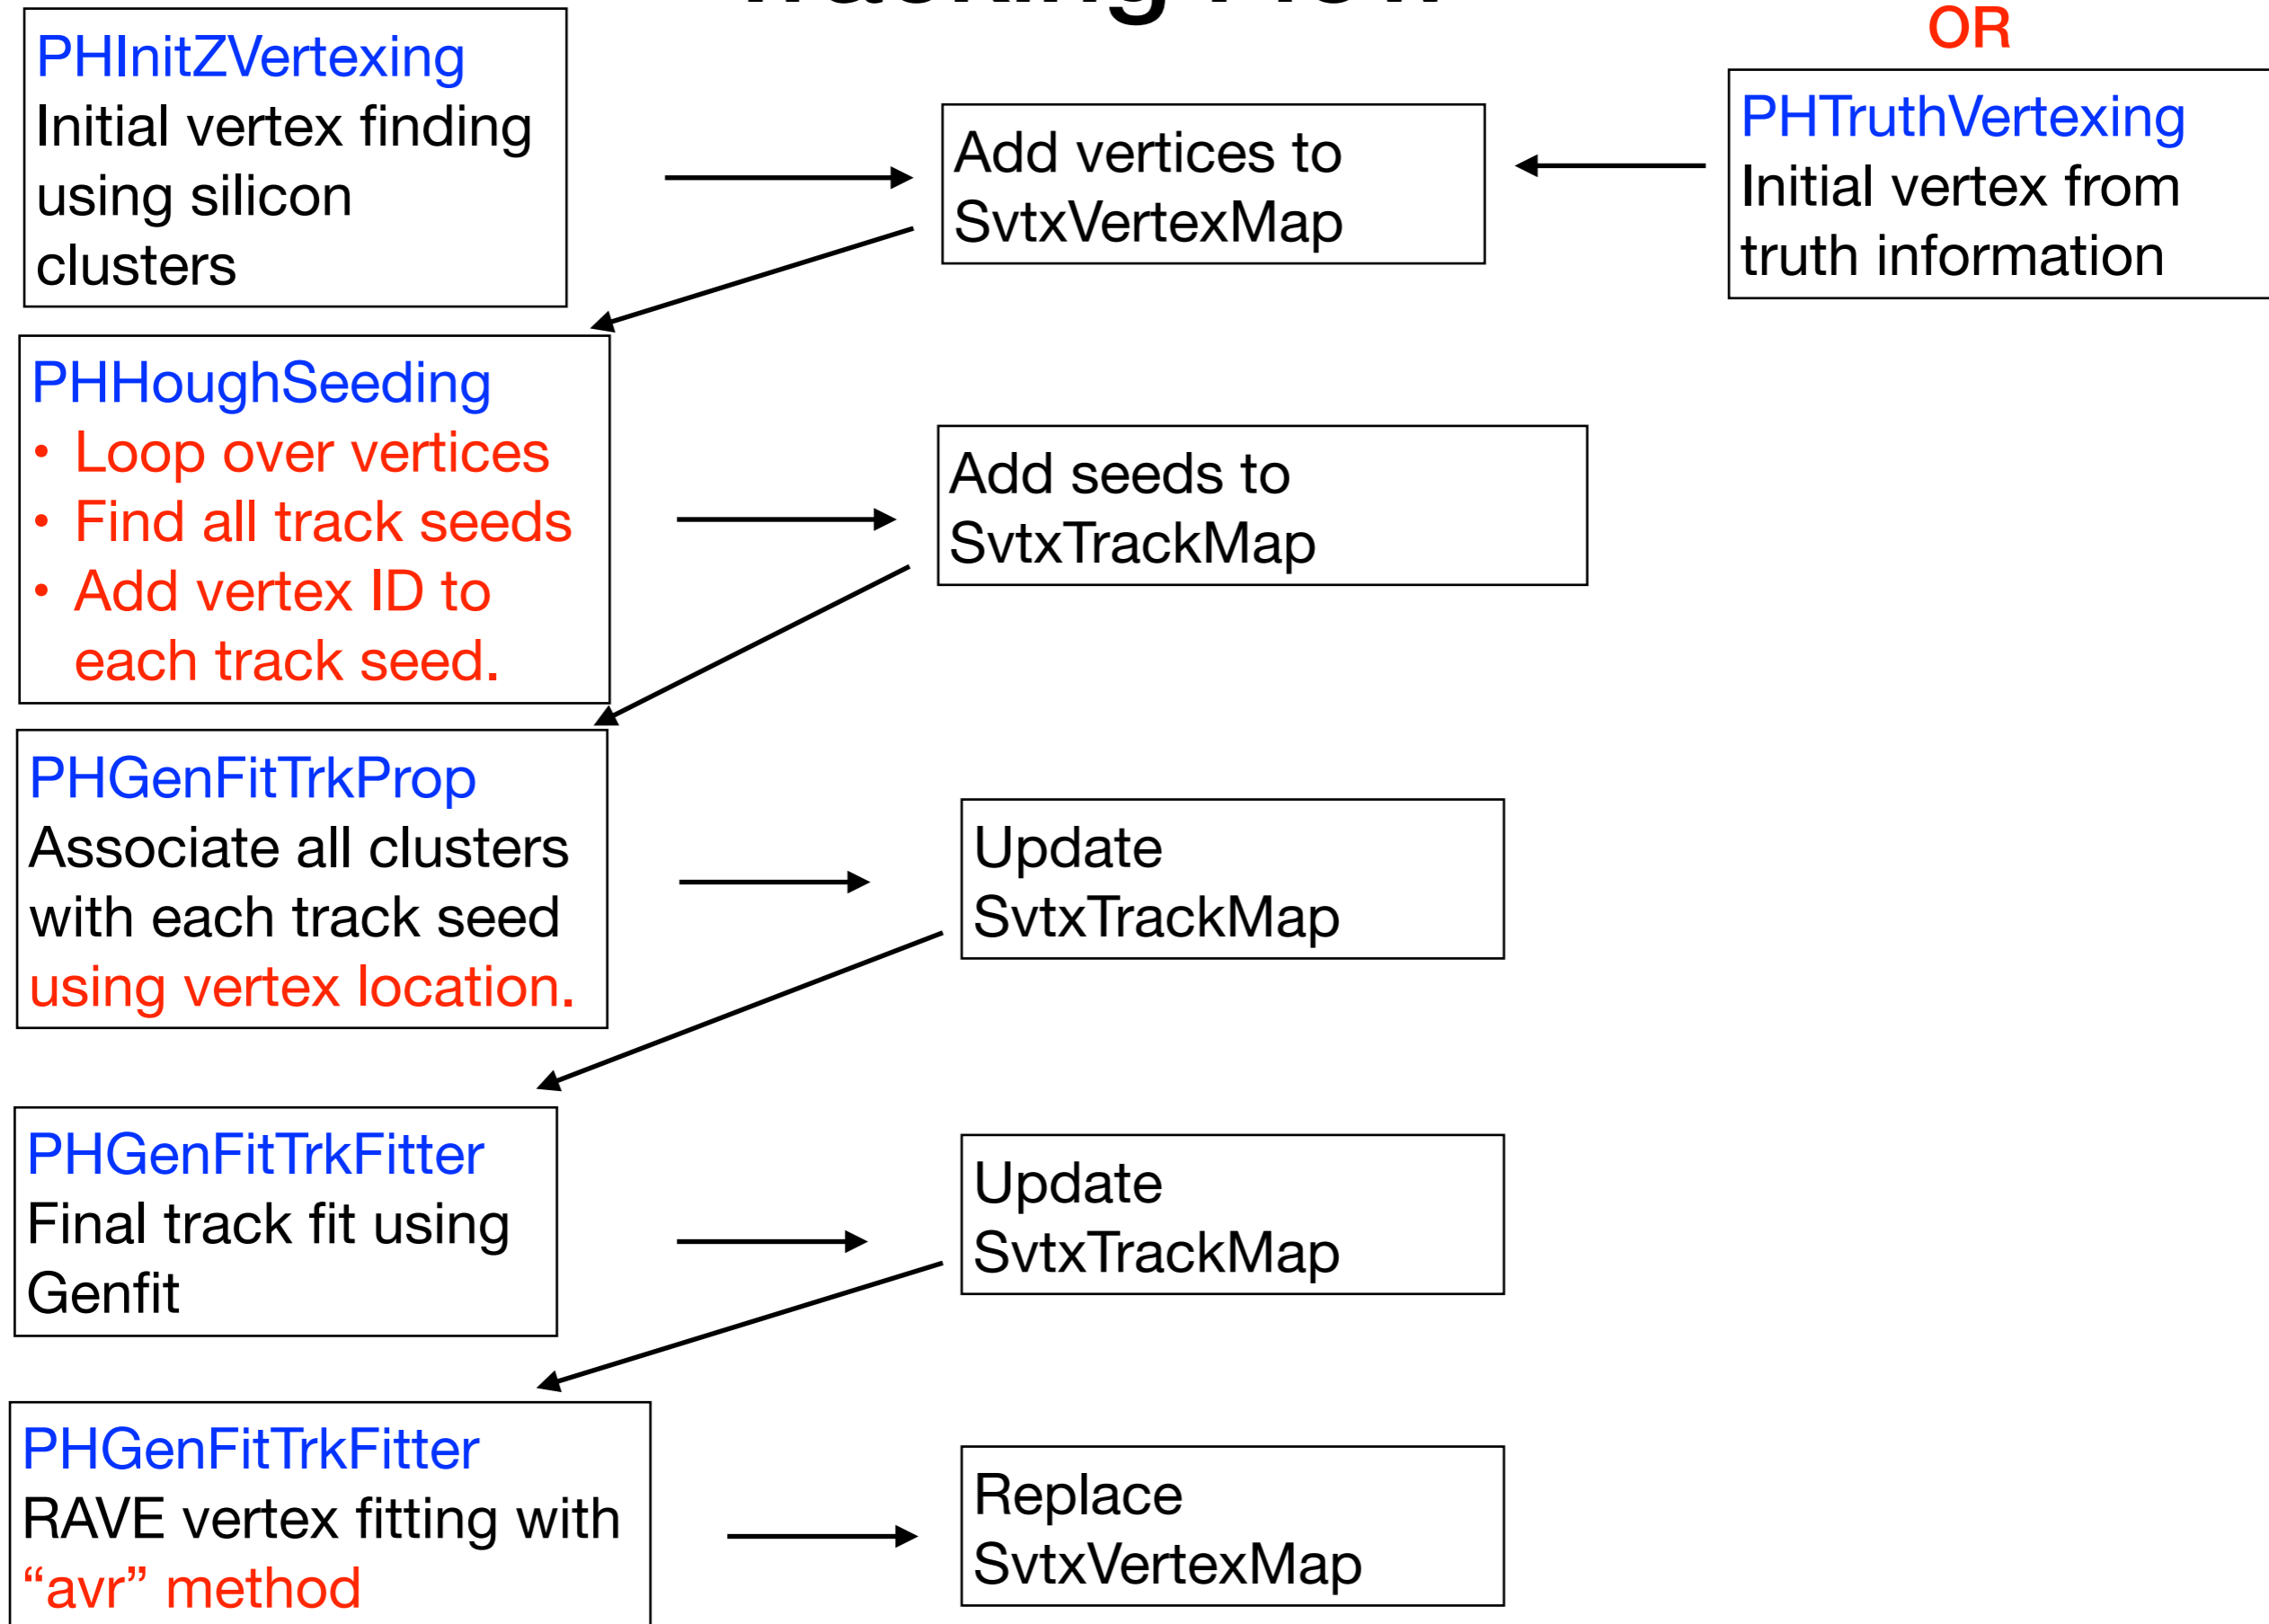 Tracking Flow
PHInitZVertexing
Initial vertex finding
using silicon
clusters
Add vertices to
SvtxVertexMap
OR
PHTruthVertexing
Initial vertex from
truth information
PHHoughSeeding
• Loop over vertices
• Find all track seeds
• Add vertex ID to
each track seed.
Add seeds to
SvtxTrackMap
PHGenFitTrkProp
Associate all clusters
with each track seed
using vertex location.
Update
SvtxTrackMap
PHGenFitTrkFitter
Final track fit using
Genfit
Update
SvtxTrackMap
PHGenFitTrkFitter
RAVE vertex fitting with
“avr” method
Replace
SvtxVertexMap